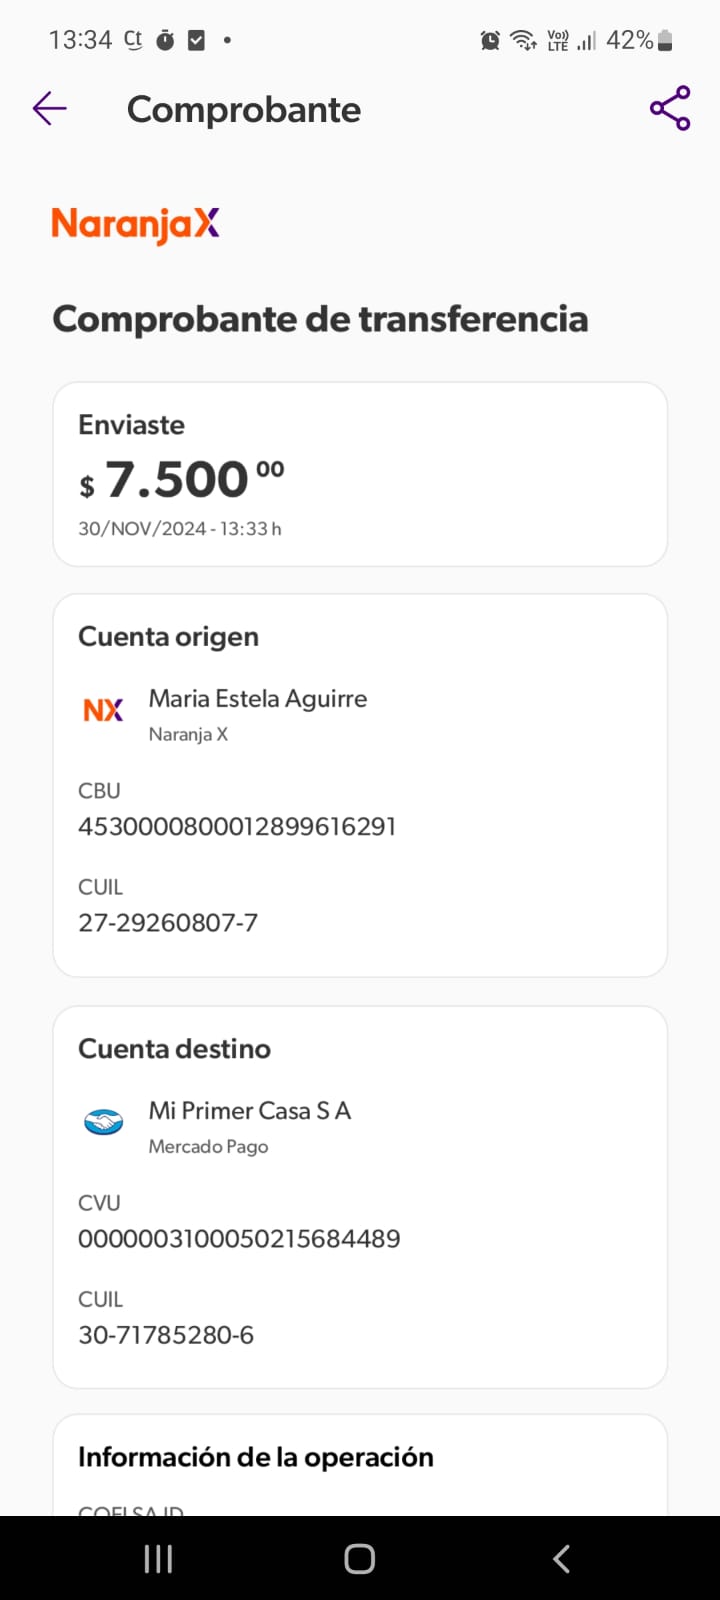 13:34 Ct
Vo)) LTE 42%
Comprobante
NaranjaX
Comprobante de transferencia
Enviaste
$ 7.500 00
30/NOV/2024 - 13:33 h
Cuenta origen
NX
Maria Estela Aguirre
Naranja X
CBU
4530000800012899616291
CUIL
27-29260807-7
Cuenta destino
Mi Primer Casa S A
Mercado Pago
CVU
0000003100050215684489
CUIL
30-71785280-6
Información de la operación
COELSA ID